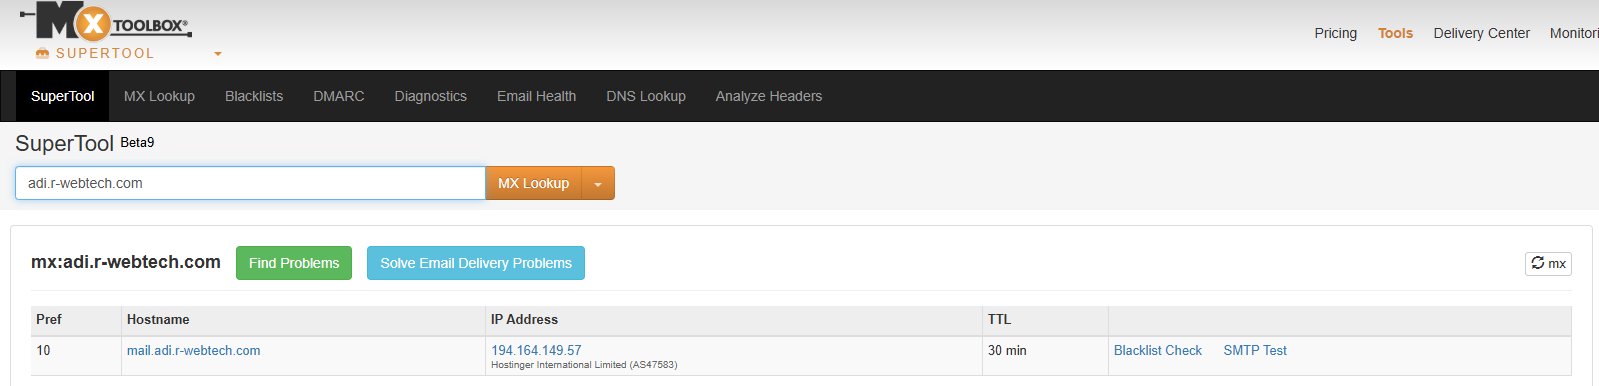 MX TOOLBOX®
SUPERTOOL
Pricing Tools Delivery Center Monitori
SuperTool MX Lookup Blacklists DMARC Diagnostics Email Health DNS Lookup Analyze Headers
SuperTool Beta9
adi.r-webtech.com MX Lookup
mx:adi.r-webtech.com Find Problems Solve Email Delivery Problems mx
Pref Hostname IP Address TTL
10 mail.adi.r-webtech.com 194.164.149.57 30 min Blacklist Check SMTP Test
Hostinger International Limited (AS47583)